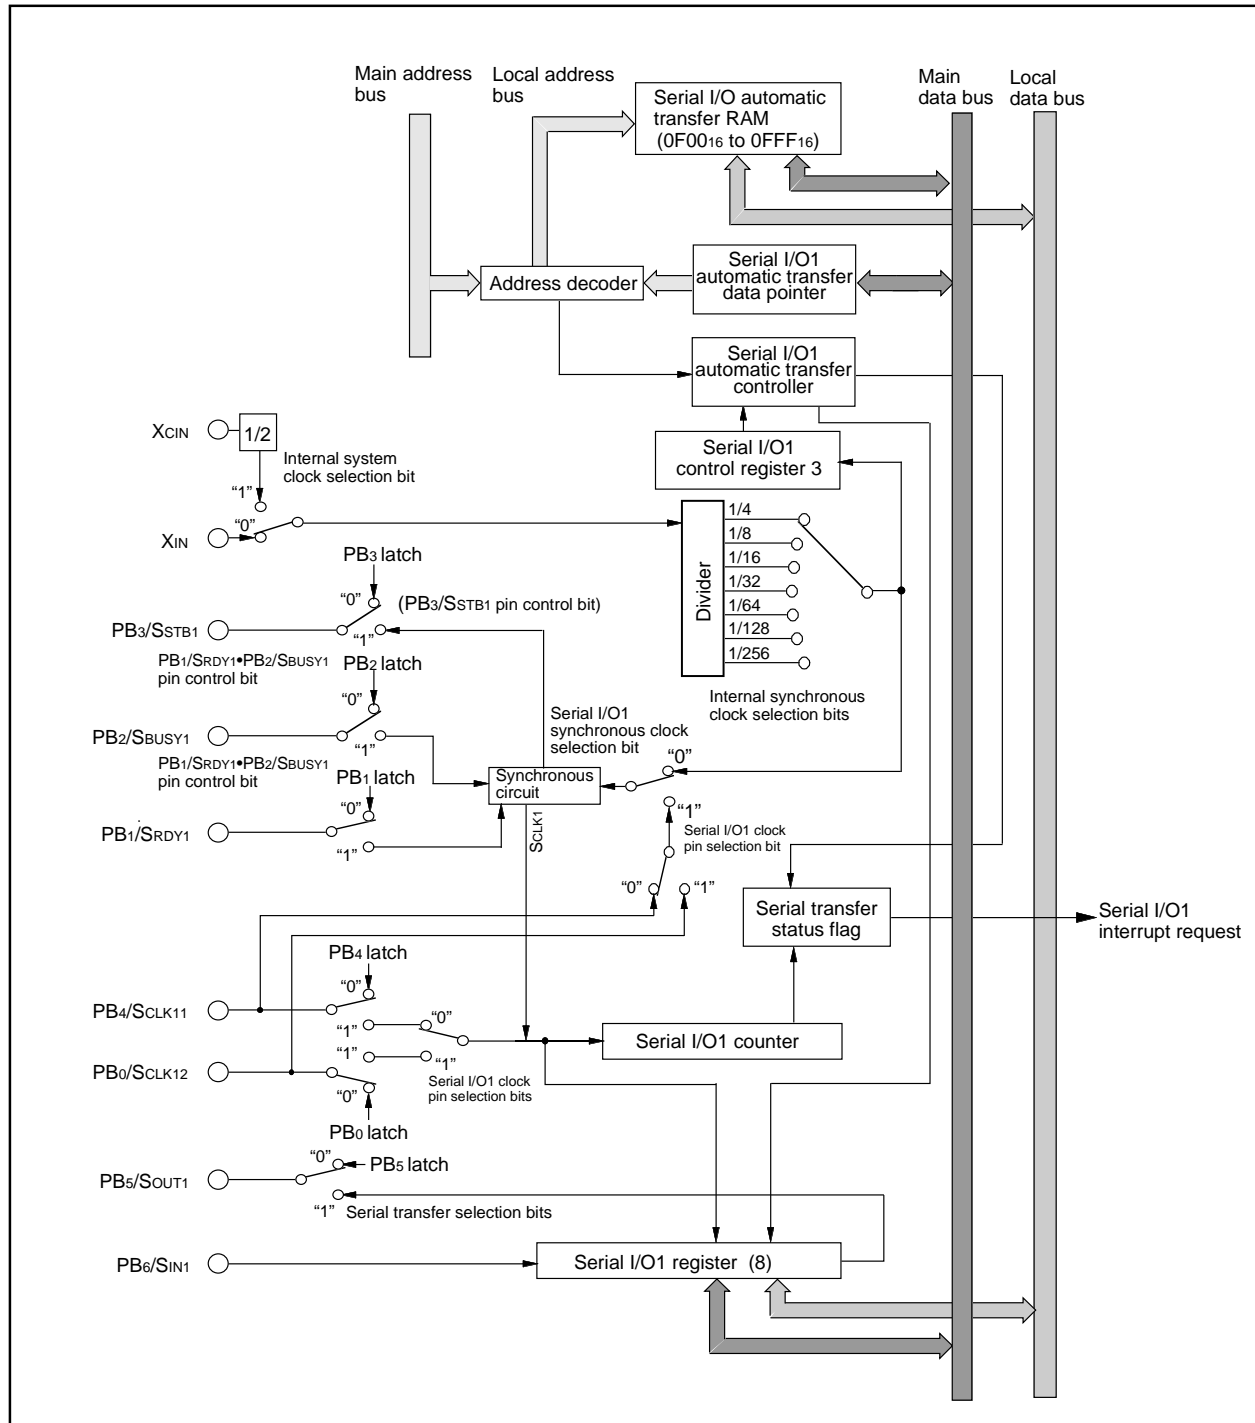 Main address
bus
Local address
bus
Serial I/O automatic
transfer RAM
(0F0016 to 0FFF16)
Main
data bus
Local
data bus
Address decoder
Serial I/O1
automatic transfer
data pointer
Serial I/O1
automatic transfer
controller
XCIN
1/2
Internal system
clock selection bit
“1”
“0”
XIN
Serial I/O1
control register 3
Divider
1/4
1/8
1/16
1/32
1/64
1/128
1/256
Internal synchronous
clock selection bits
PB3 latch
“0”
(PB3/SSTB1 pin control bit)
PB3/SSTB1
“1”
PB1/SRDY1•PB2/SBUSY1
pin control bit
PB2 latch
“0”
PB2/SBUSY1
“1”
Serial I/O1
synchronous clock
selection bit
PB1/SRDY1•PB2/SBUSY1
pin control bit
PB1 latch
“0”
PB1/SRDY1
“1”
Synchronous
circuit
SCLK1
“0”
“1”
Serial I/O1 clock
pin selection bit
“0”
“1”
Serial transfer
status flag
Serial I/O1
interrupt request
PB4 latch
“0”
PB4/SCLK11
“1”
“0”
“1”
“1”
Serial I/O1 clock
pin selection bits
Serial I/O1 counter
PB0/SCLK12
“0”
PB0 latch
“0”
PB5 latch
PB5/SOUT1
“1”
Serial transfer selection bits
PB6/SIN1
Serial I/O1 register (8)